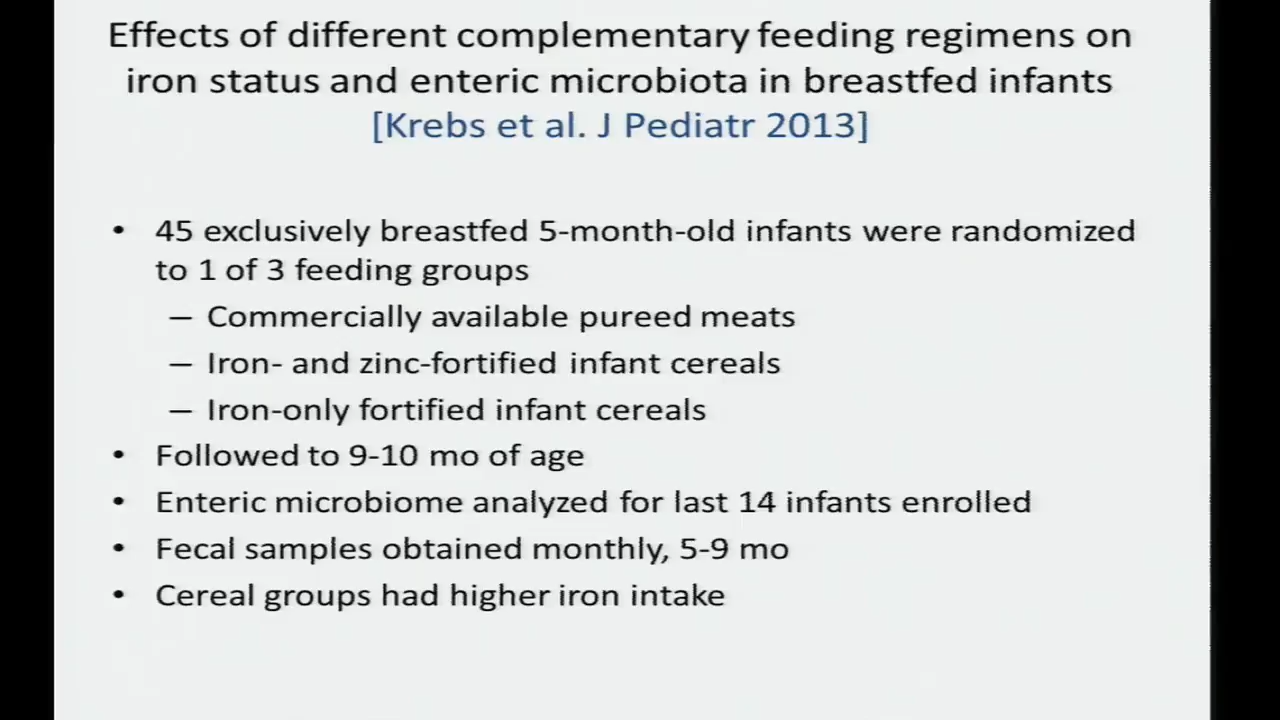 Effects of different complementary feeding regimens on
iron status and enteric microbiota in breastfed infants
[Krebs et al. J Pediatr 2013]
• 45 exclusively breastfed 5-month-old infants were randomized
to 1 of 3 feeding groups
– Commercially available pureed meats
– Iron- and zinc-fortified infant cereals
– Iron-only fortified infant cereals
• Followed to 9-10 mo of age
• Enteric microbiome analyzed for last 14 infants enrolled
• Fecal samples obtained monthly, 5-9 mo
• Cereal groups had higher iron intake